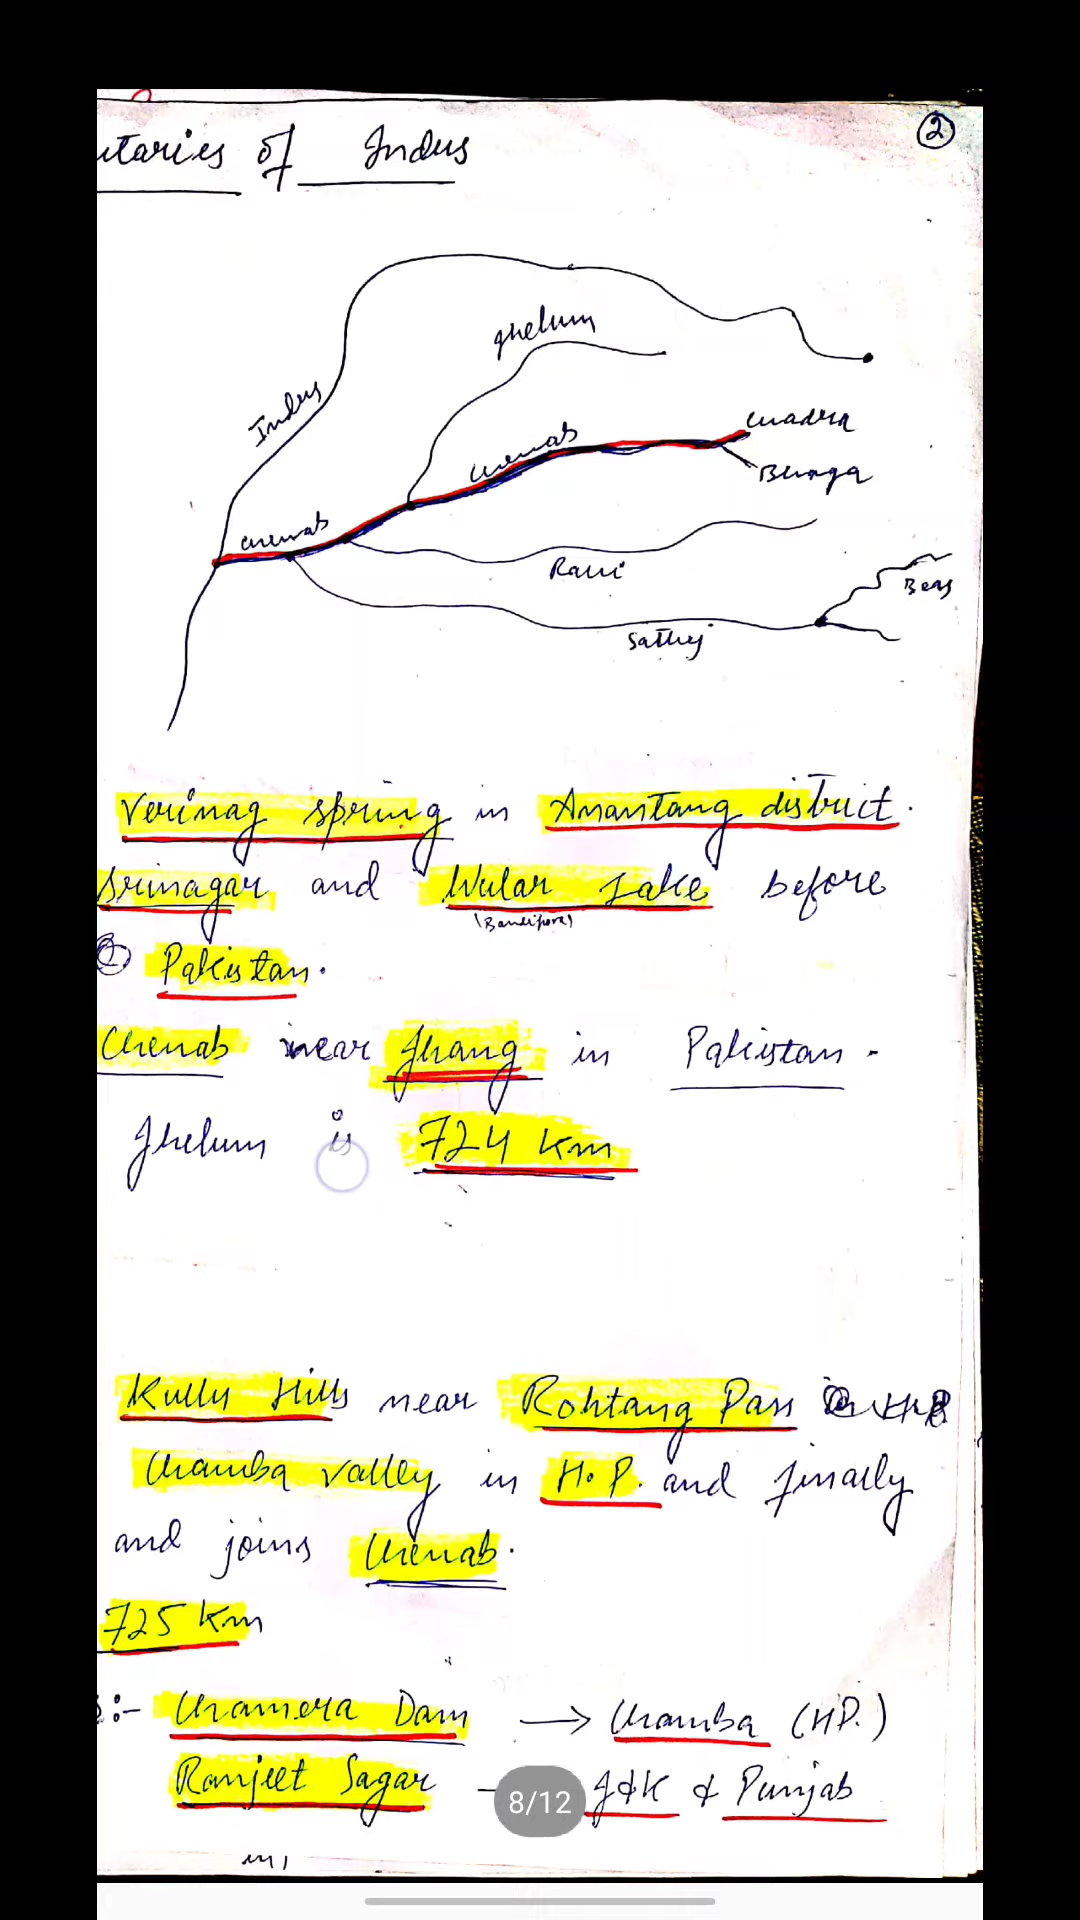 utaries of Indus
2
Jhelum
Indus
Chenab
Chandra
Bhaga
Chenab
Ravi
Beas
Satluj
Verinag spring in Anantang district.
Srinagar and Wular Lake before
(Bandipora)
Pakistan.
Chenab near Jhang in Pakistan.
Jhelum is 724 Km
Kullu Hills near Rohtang Pass
Chamba valley in H.P. and finally
and joins Chenab.
725 Km
:- Chamera Dam → Chamba (HP.)
Ranjeet Sagar J&K & Punjab
8/12